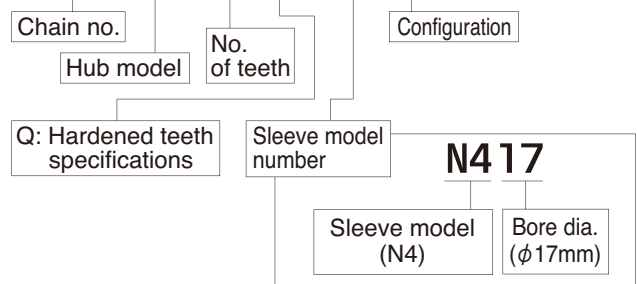 Chain no.
Hub model
No.
of teeth
Configuration
Q: Hardened teeth
specifications
Sleeve model
number
N417
Sleeve model
(N4)
Bore dia.
(ϕ17mm)